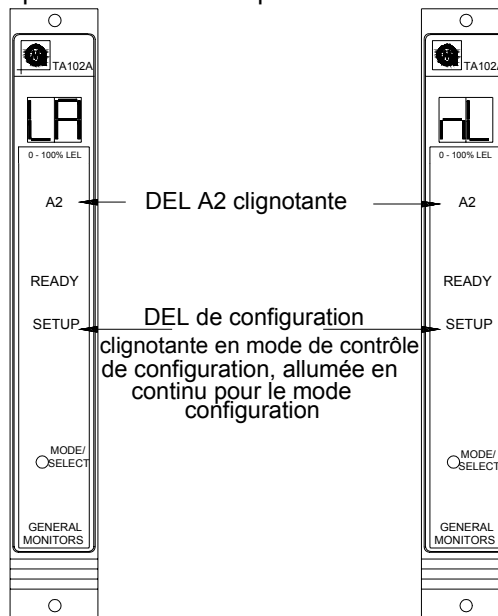 TA102A
LA
0 - 100% LEL
A2
READY
SETUP
MODE/
SELECT
GENERAL
MONITORS
DEL A2 clignotante
DEL de configuration
clignotante en mode de contrôle
de configuration, allumée en
continu pour le mode
configuration
TA102A
nL
0 - 100% LEL
A2
READY
SETUP
MODE/
SELECT
GENERAL
MONITORS